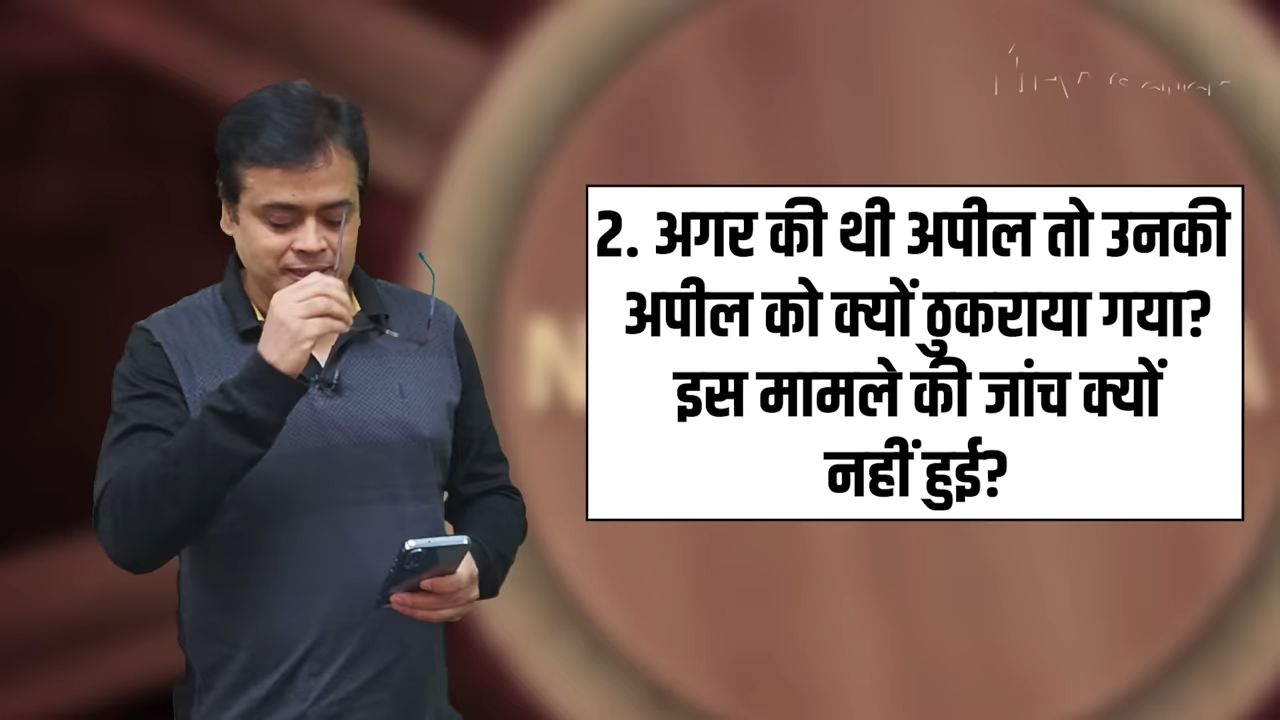 2. अगर की थी अपील तो उनकी
अपील को क्यों ठुकराया गया?
इस मामले की जांच क्यों
नहीं हुई?